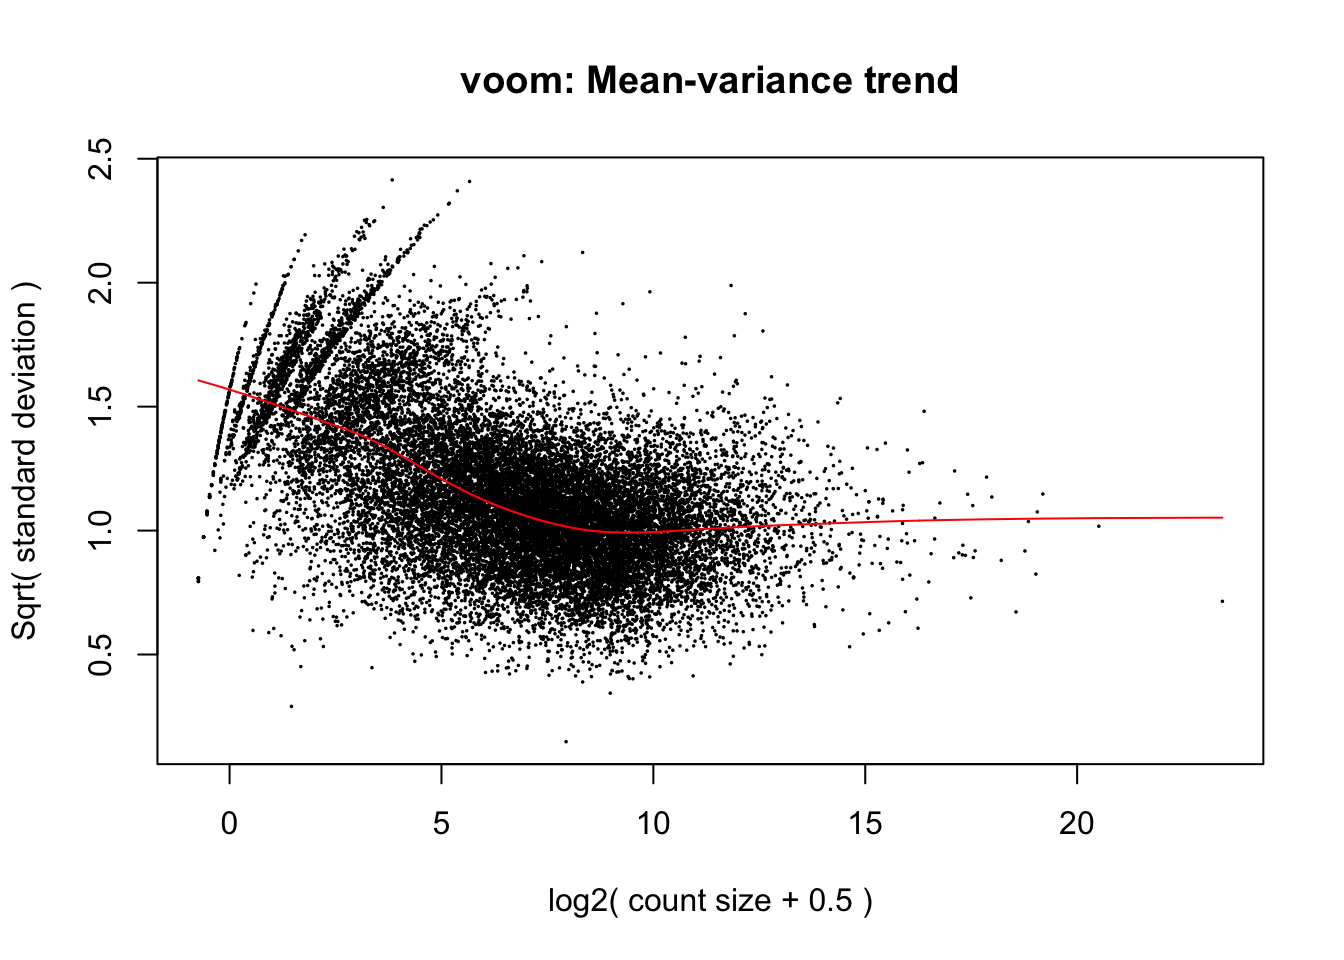 voom: Mean-variance trend
Sqrt( standard deviation )
2.5
2.0
1.5
1.0
0.5
0 5 10 15 20
log2( count size + 0.5 )